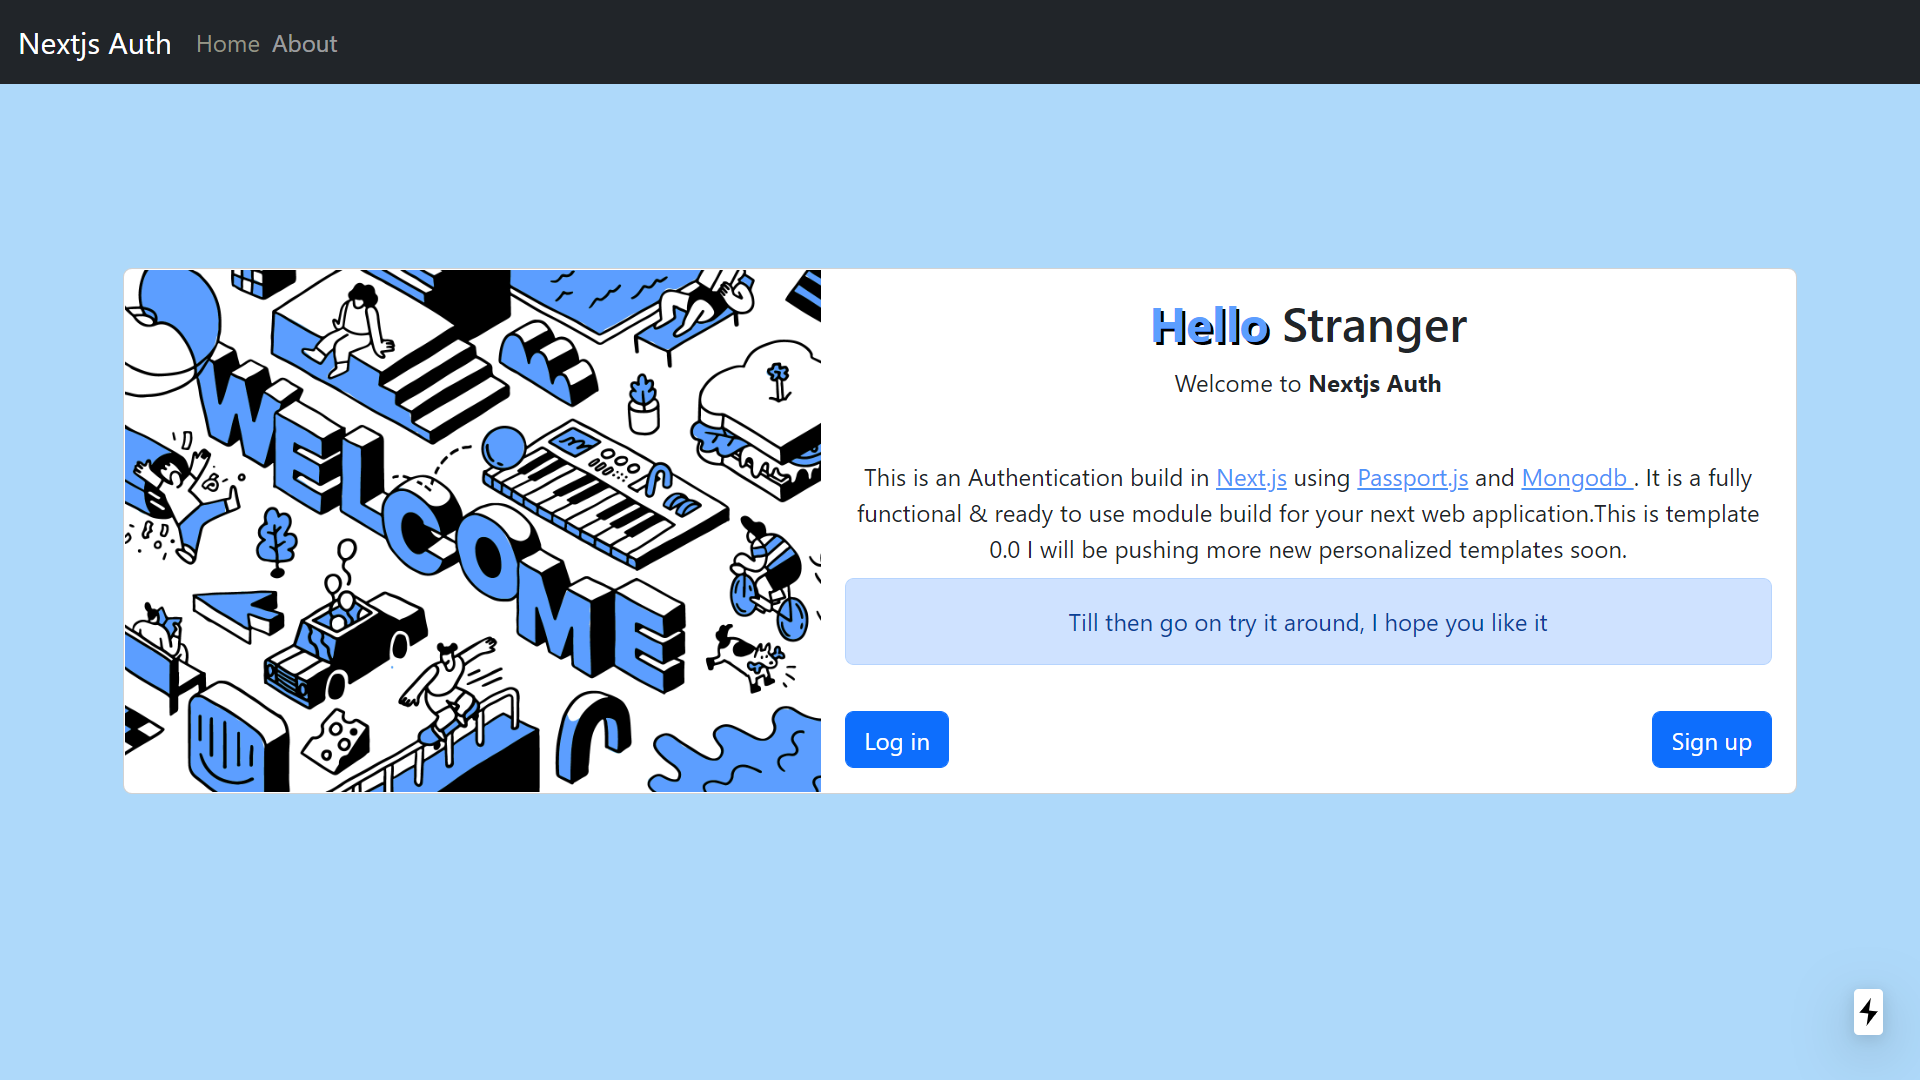 Nextjs Auth Home About
WELCOME
Hello Stranger
Welcome to Nextjs Auth
This is an Authentication build in Next.js using Passport.js and Mongodb . It is a fully
functional & ready to use module build for your next web application.This is template
0.0 I will be pushing more new personalized templates soon.
Till then go on try it around, I hope you like it
Log in
Sign up